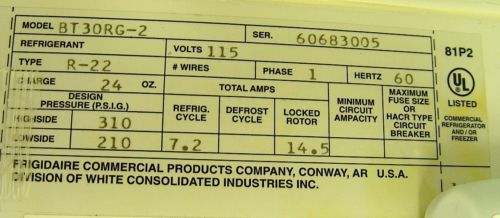 MODEL BT30RG-2 SER. 60683005
REFRIGERANT VOLTS 115 81P2
TYPE R-22 # WIRES PHASE 1 HERTZ 60
CHARGE 24 OZ. TOTAL AMPS
DESIGN PRESSURE (P.S.I.G.) REFRIG. CYCLE DEFROST CYCLE LOCKED ROTOR MINIMUM CIRCUIT AMPACITY MAXIMUM FUSE SIZE OR HACR TYPE CIRCUIT BREAKER
HIGHSIDE 310
LOWSIDE 210 7.2 14.5
UL
LISTED
COMMERCIAL
REFRIGERATOR
AND / OR
FREEZER
FRIGIDAIRE COMMERCIAL PRODUCTS COMPANY, CONWAY, AR U.S.A.
DIVISION OF WHITE CONSOLIDATED INDUSTRIES INC.